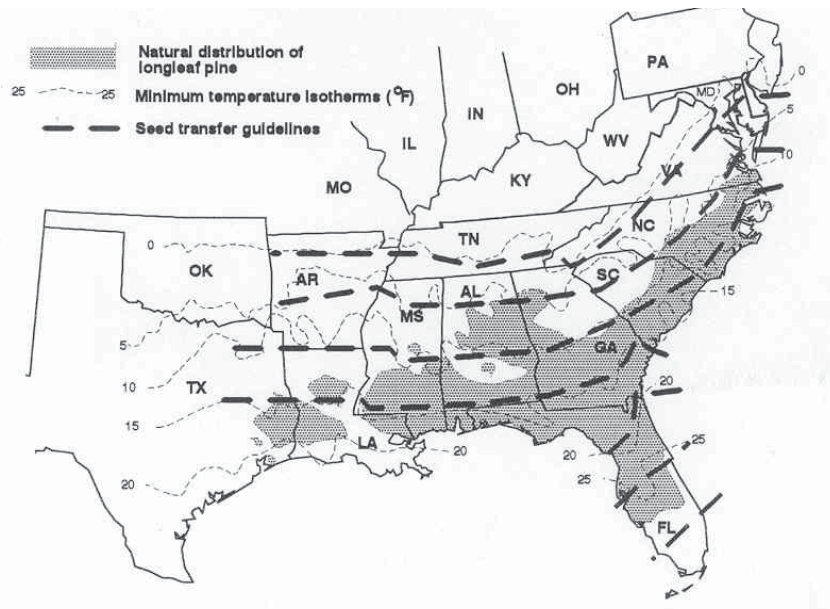 Natural distribution of
longleaf pine
25 25 Minimum temperature isotherms (°F)
Seed transfer guidelines
PA
OH
IN
IL
MD
0
5
10
WV
VA
MO
KY
NC
TN
0
OK
AR
SC
AL
MS
15
GA
5
10
TX
20
15
LA
20
20
25
20
25
FL